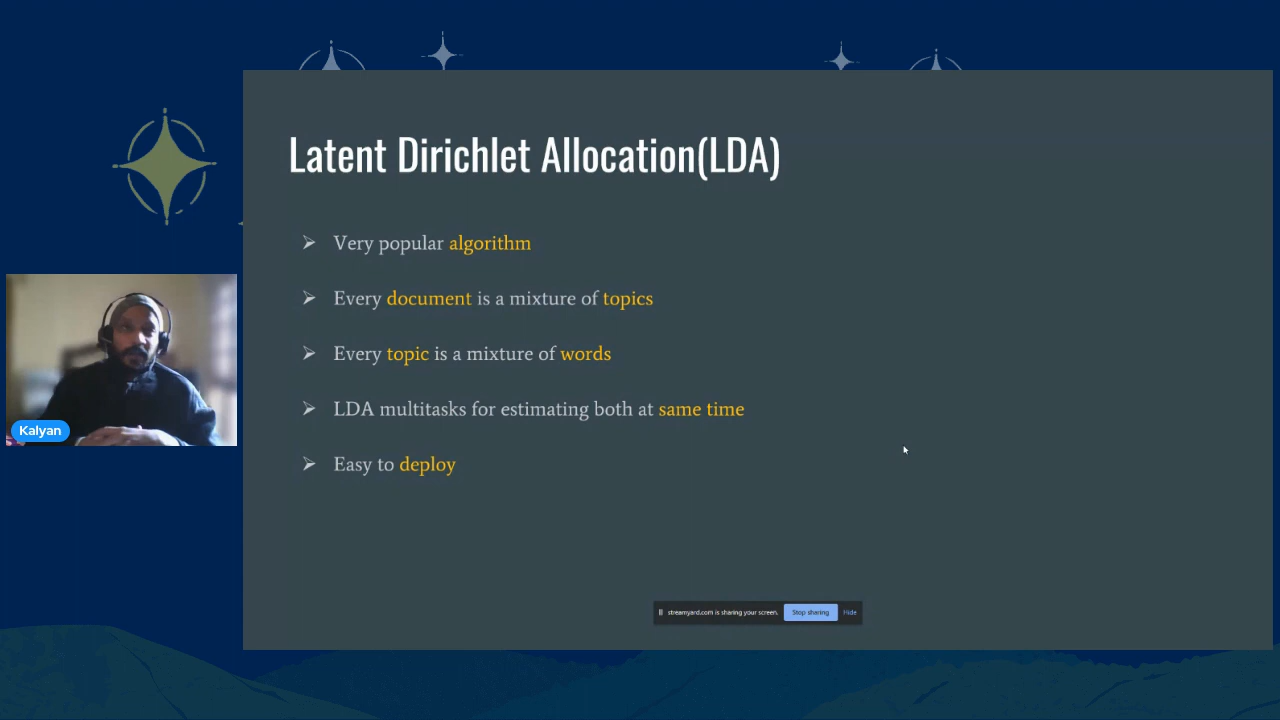 Latent Dirichlet Allocation(LDA)
Very popular algorithm
Every document is a mixture of topics
Every topic is a mixture of words
LDA multitasks for estimating both at same time
Easy to deploy
Kalyan
streamyard.com is sharing your screen. Stop sharing Hide